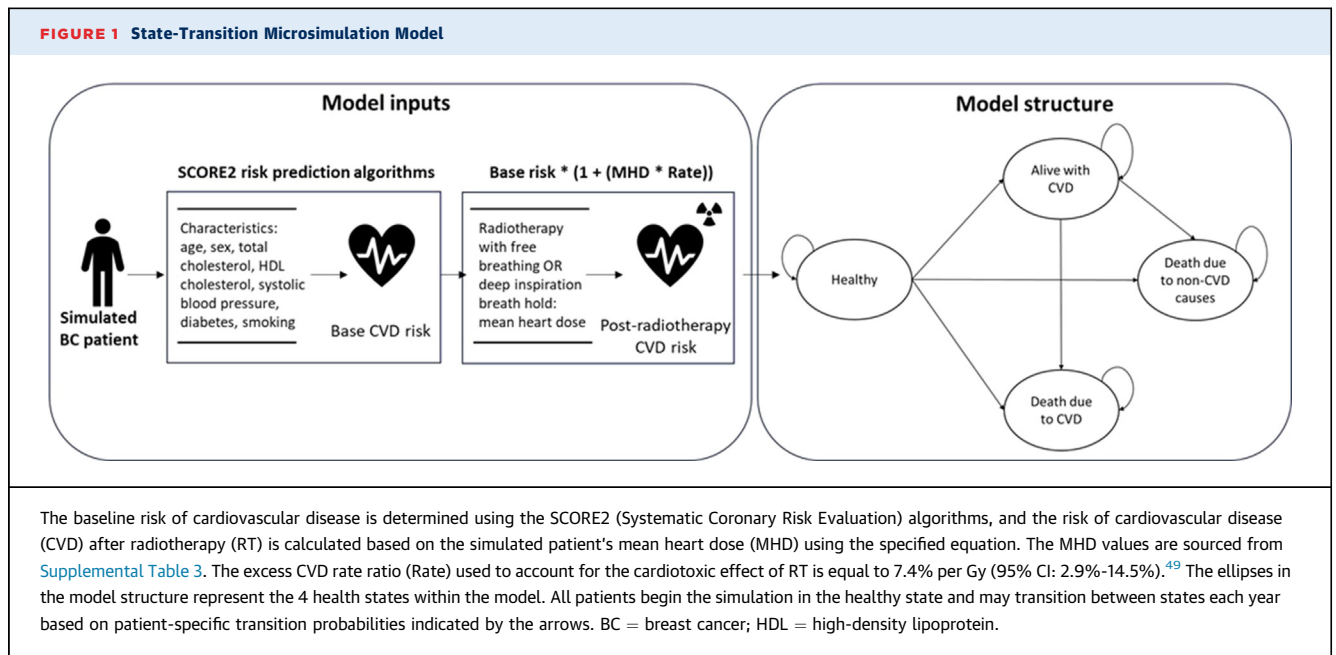 FIGURE 1 State-Transition Microsimulation Model
Model inputs
SCORE2 risk prediction algorithms
Base risk * (1 + (MHD * Rate))
Simulated
BC patient
Characteristics:
age, sex, total
cholesterol, HDL
cholesterol, systolic
blood pressure,
diabetes, smoking
Base CVD risk
Radiotherapy
with free
breathing OR
deep inspiration
breath hold:
mean heart dose
Post-radiotherapy
CVD risk
Model structure
Healthy
Alive with
CVD
Death due
to non-CVD
causes
Death due
to CVD
The baseline risk of cardiovascular disease is determined using the SCORE2 (Systematic Coronary Risk Evaluation) algorithms, and the risk of cardiovascular disease
(CVD) after radiotherapy (RT) is calculated based on the simulated patient's mean heart dose (MHD) using the specified equation. The MHD values are sourced from
Supplemental Table 3. The excess CVD rate ratio (Rate) used to account for the cardiotoxic effect of RT is equal to 7.4% per Gy (95% CI: 2.9%-14.5%).49 The ellipses in
the model structure represent the 4 health states within the model. All patients begin the simulation in the healthy state and may transition between states each year
based on patient-specific transition probabilities indicated by the arrows. BC = breast cancer; HDL = high-density lipoprotein.